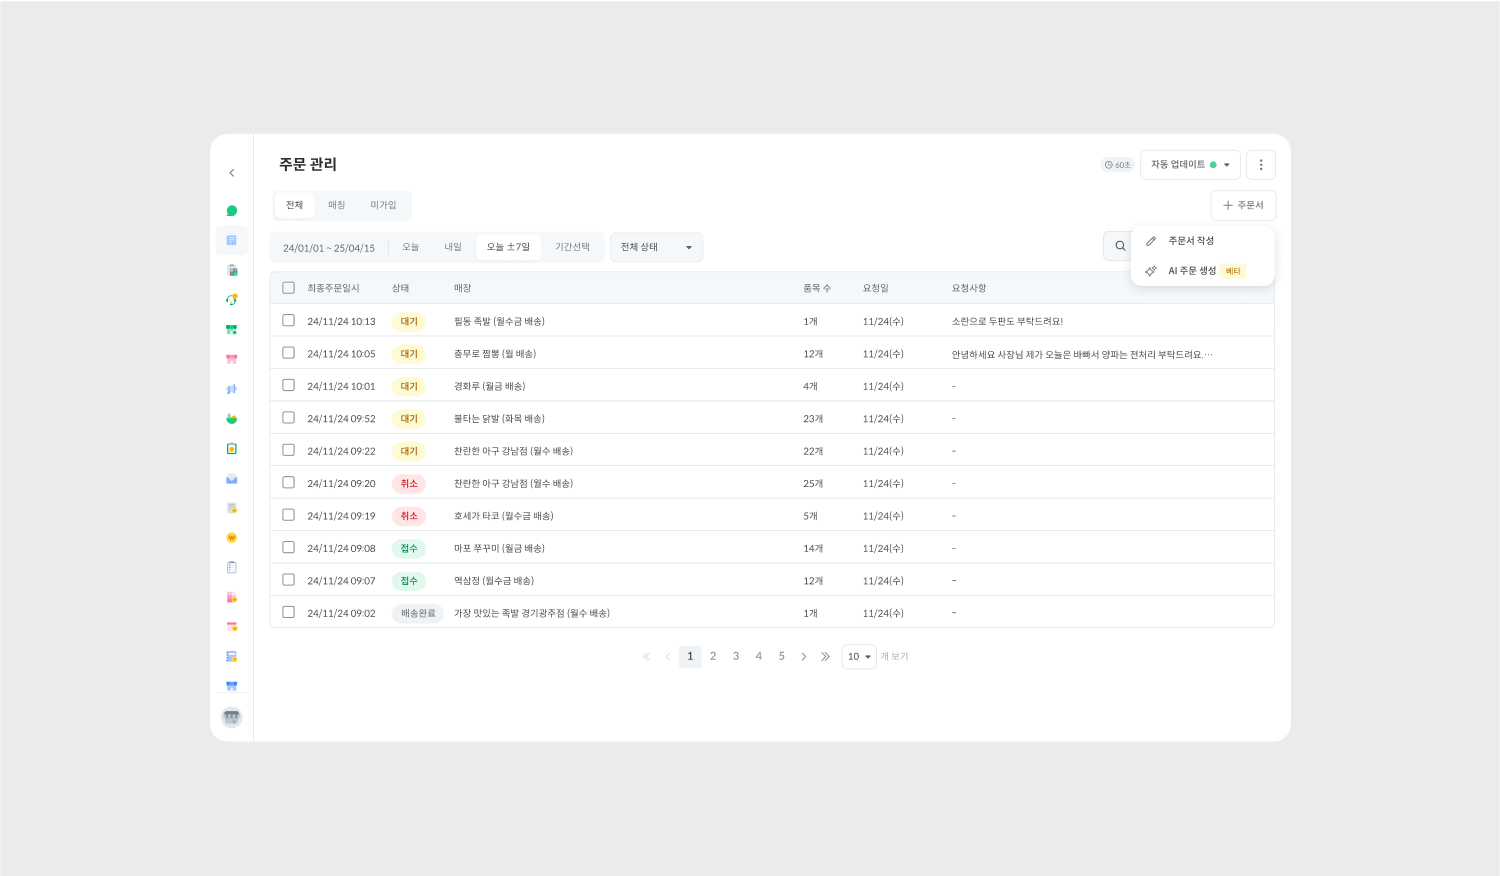 주문 관리
60초
자동 업데이트
전체 매칭 미가입
주문서
24/01/01 ~ 25/04/15 오늘 내일 오늘 ±7일 기간선택 전체 상태
주문서 작성
AI 주문 생성 베타
최종주문일시 상태 매장 품목 수 요청일 요청사항
24/11/24 10:13 대기 필동 족발 (월수금 배송) 1개 11/24(수) 소란으로 두판도 부탁드려요!
24/11/24 10:05 대기 충무로 짬뽕 (월 배송) 12개 11/24(수) 안녕하세요 사장님 제가 오늘은 바빠서 양파는 전처리 부탁드려요.…
24/11/24 10:01 대기 경화루 (월금 배송) 4개 11/24(수) -
24/11/24 09:52 대기 불타는 닭발 (화목 배송) 23개 11/24(수) -
24/11/24 09:22 대기 찬란한 아구 강남점 (월수 배송) 22개 11/24(수) -
24/11/24 09:20 취소 찬란한 아구 강남점 (월수 배송) 25개 11/24(수) -
24/11/24 09:19 취소 호세가 타코 (월수금 배송) 5개 11/24(수) -
24/11/24 09:08 접수 마포 쭈꾸미 (월금 배송) 14개 11/24(수) -
24/11/24 09:07 접수 역삼정 (월수금 배송) 12개 11/24(수) -
24/11/24 09:02 배송완료 가장 맛있는 족발 경기광주점 (월수 배송) 1개 11/24(수) -
1 2 3 4 5 10 개 보기